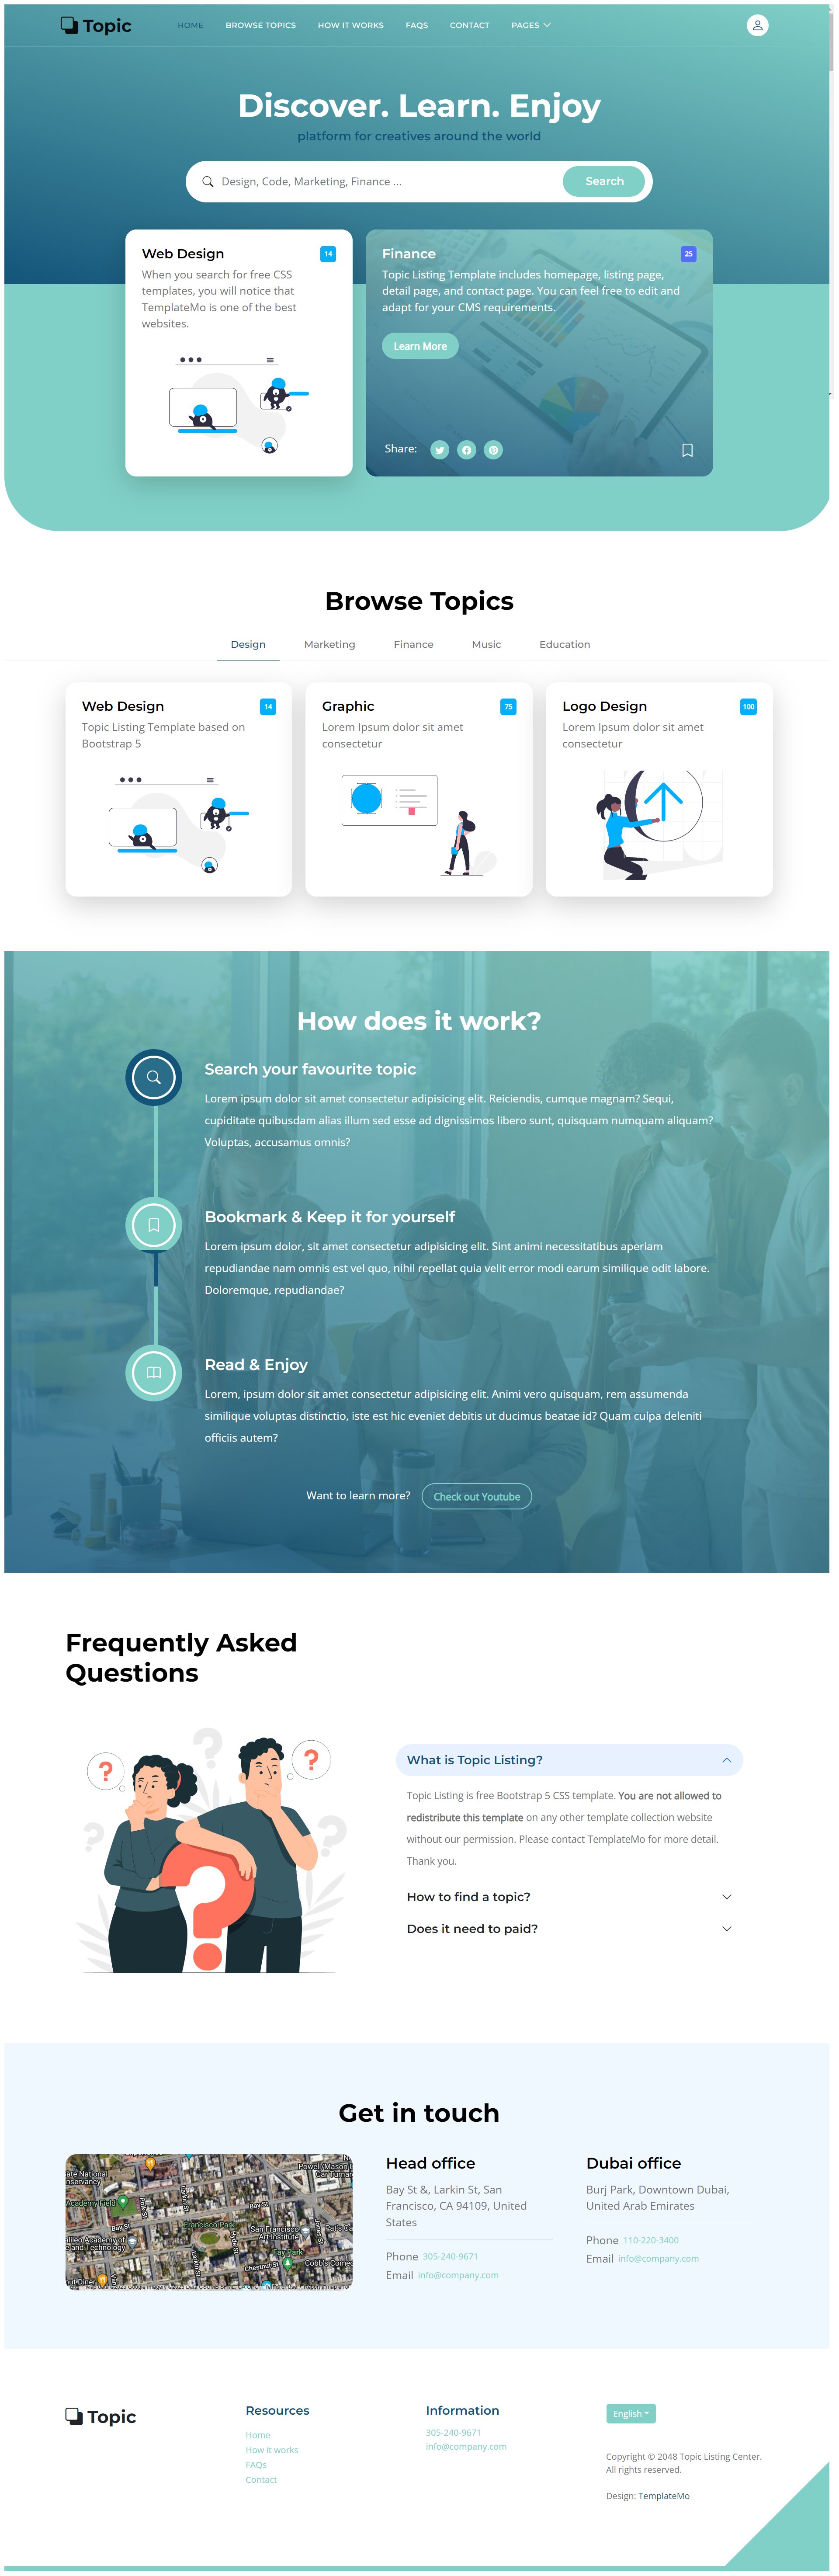 Topic
HOME BROWSE TOPICS HOW IT WORKS FAQS CONTACT PAGES
Discover. Learn. Enjoy
platform for creatives around the world
Design, Code, Marketing, Finance ...
Search
Web Design
14
When you search for free CSS
templates, you will notice that
TemplateMo is one of the best
websites.
Finance
25
Topic Listing Template includes homepage, listing page,
detail page, and contact page. You can feel free to edit and
adapt for your CMS requirements.
Learn More
Share:
Browse Topics
Design Marketing Finance Music Education
Web Design
14
Topic Listing Template based on
Bootstrap 5
Graphic
75
Lorem Ipsum dolor sit amet
consectetur
Logo Design
100
Lorem Ipsum dolor sit amet
consectetur
How does it work?
Search your favourite topic
Lorem ipsum dolor sit amet consectetur adipisicing elit. Reiciendis, cumque magnam? Sequi,
cupiditate quibusdam alias illum sed esse ad dignissimos libero sunt, quisquam numquam aliquam?
Voluptas, accusamus omnis?
Bookmark & Keep it for yourself
Lorem ipsum dolor, sit amet consectetur adipisicing elit. Sint animi necessitatibus aperiam
repudiandae nam omnis est vel quo, nihil repellat quia velit error modi earum similique odit labore.
Doloremque, repudiandae?
Read & Enjoy
Lorem, ipsum dolor sit amet consectetur adipisicing elit. Animi vero quisquam, rem assumenda
similique voluptas distinctio, iste est hic eveniet debitis ut ducimus beatae id? Quam culpa deleniti
officiis autem?
Want to learn more? Check out Youtube
Frequently Asked
Questions
? ? ? ? ? ?
What is Topic Listing?
Topic Listing is free Bootstrap 5 CSS template. You are not allowed to
redistribute this template on any other template collection website
without our permission. Please contact TemplateMo for more detail.
Thank you.
How to find a topic?
Does it need to paid?
Get in touch
Academy Field
Bay St
Bay St
Francisco Park
San Francisco
Art Institute
Fay Park
Chestnut St
Head office
Bay St &, Larkin St, San
Francisco, CA 94109, United
States
Phone 305-240-9671
Email info@company.com
Dubai office
Burj Park, Downtown Dubai,
United Arab Emirates
Phone 110-220-3400
Email info@company.com
Topic
Resources
Home
How it works
FAQs
Contact
Information
305-240-9671
info@company.com
English
Copyright © 2048 Topic Listing Center.
All rights reserved.
Design: TemplateMo